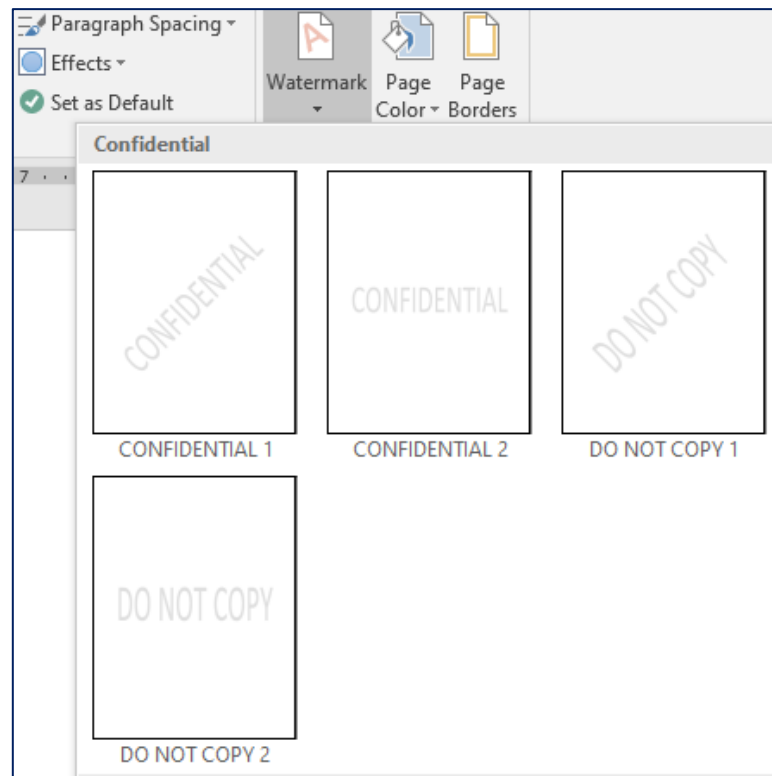 Paragraph Spacing
Effects
Set as Default
Watermark
Page
Color
Page
Borders
Confidential
7
CONFIDENTIAL
CONFIDENTIAL
DO NOT COPY
CONFIDENTIAL 1
CONFIDENTIAL 2
DO NOT COPY 1
DO NOT COPY
DO NOT COPY 2